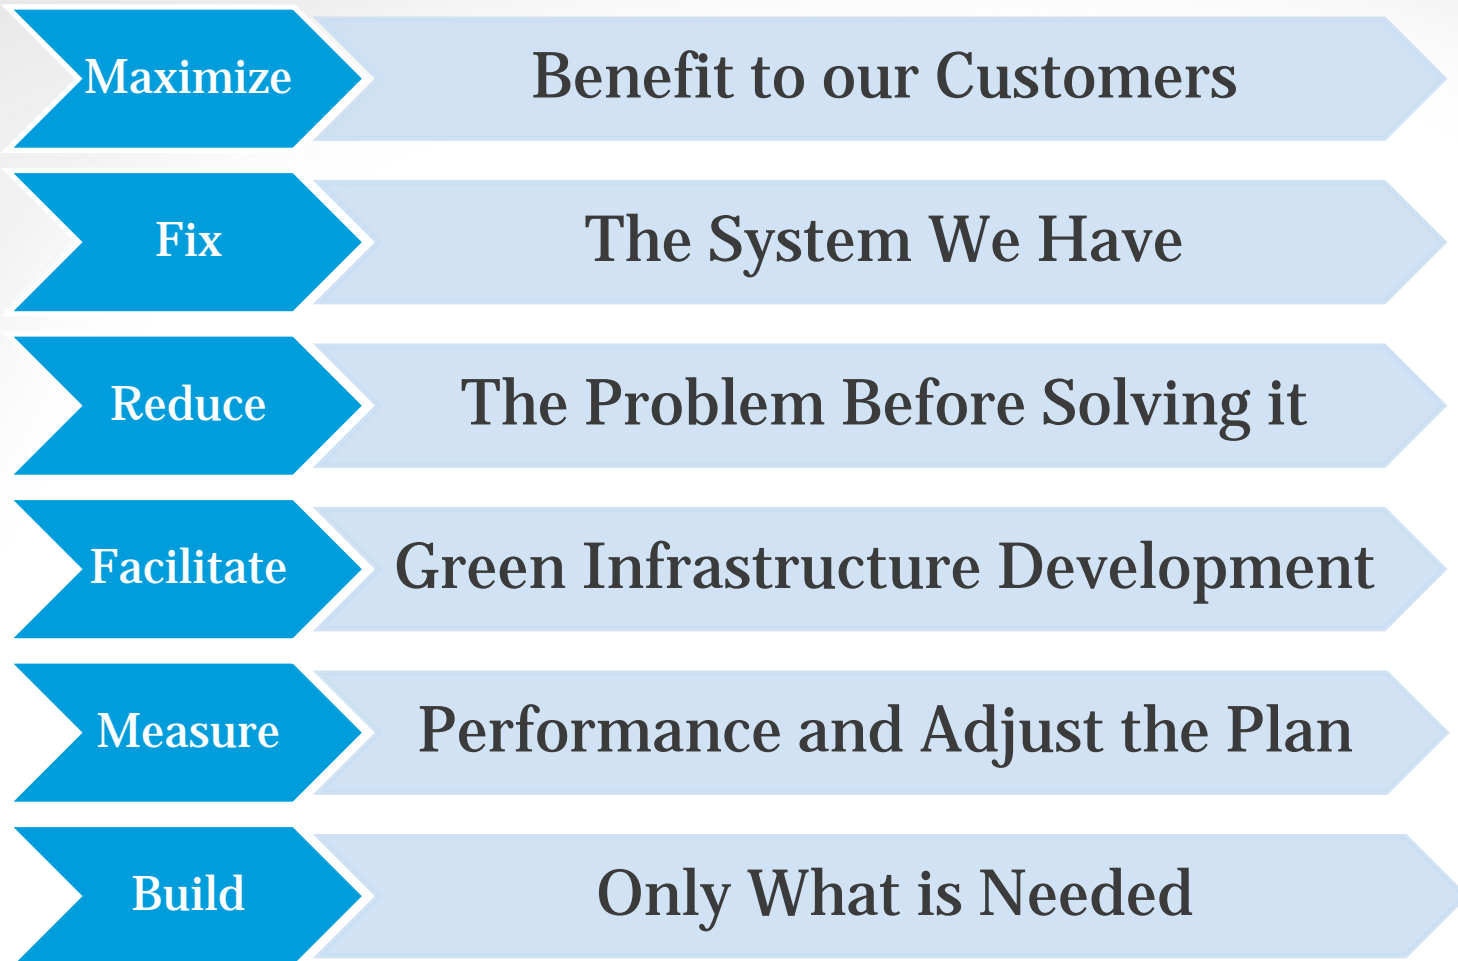 Maximize Benefit to our Customers
Fix The System We Have
Reduce The Problem Before Solving it
Facilitate Green Infrastructure Development
Measure Performance and Adjust the Plan
Build Only What is Needed